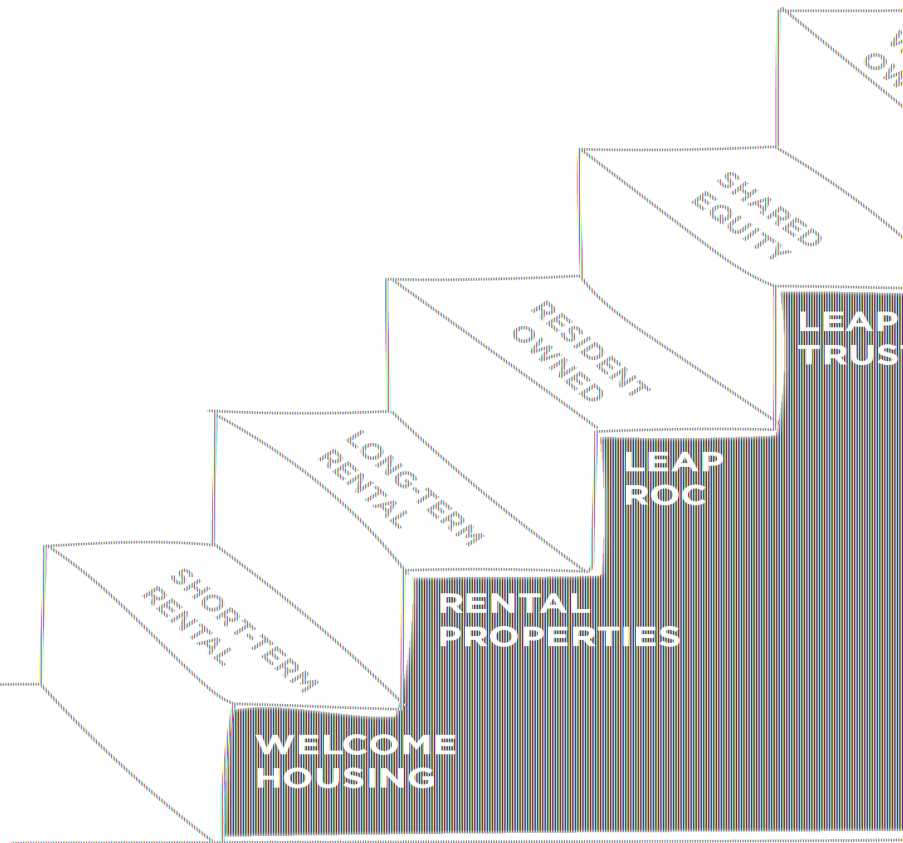 SHARED
EQUITY
LEAP
RESIDENT
OWNED
LEAP
ROC
LONG-TERM
RENTAL
RENTAL
PROPERTIES
SHORT-TERM
RENTAL
WELCOME
HOUSING